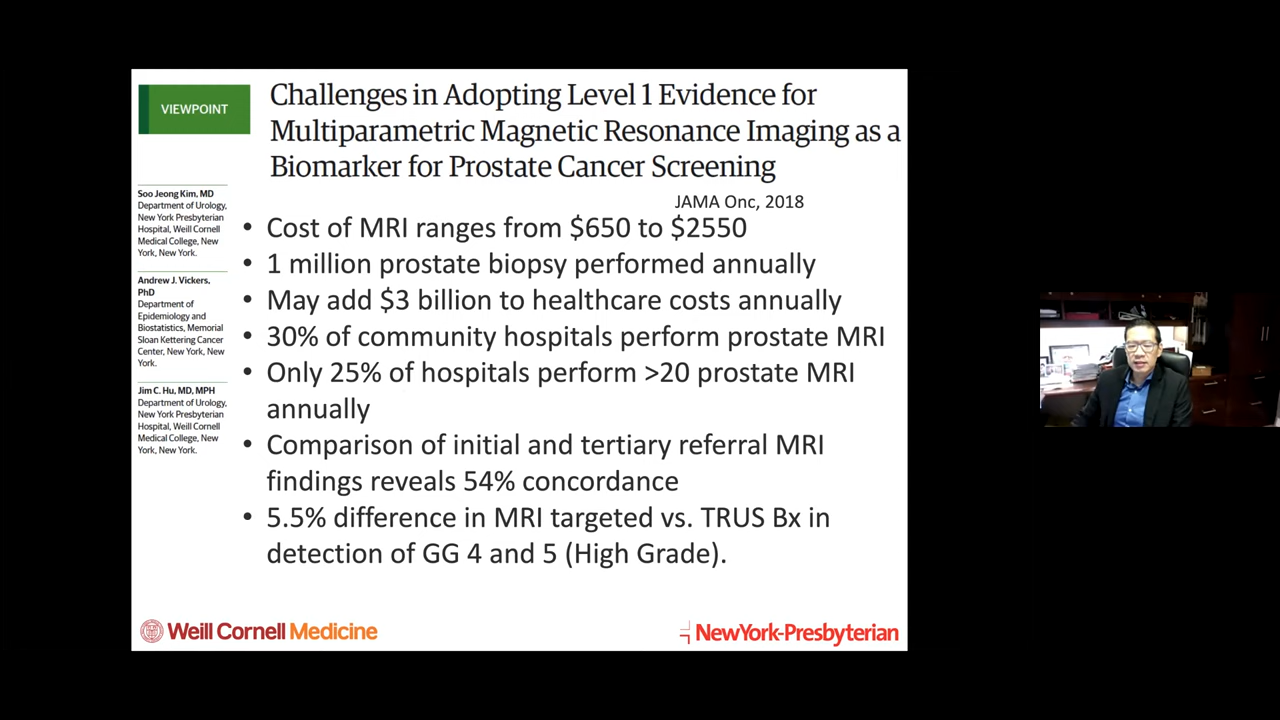 VIEWPOINT
Challenges in Adopting Level 1 Evidence for
Multiparametric Magnetic Resonance Imaging as a
Biomarker for Prostate Cancer Screening
JAMA Onc, 2018
Soo Jeong Kim, MD
Department of Urology,
New York Presbyterian
Hospital, Weill Cornell
Medical College, New
York, New York.
Andrew J. Vickers,
PhD
Department of
Epidemiology and
Biostatistics, Memorial
Sloan Kettering Cancer
Center, New York, New
York.
Jim C. Hu, MD, MPH
Department of Urology,
New York Presbyterian
Hospital, Weill Cornell
Medical College, New
York, New York.
• Cost of MRI ranges from $650 to $2550
• 1 million prostate biopsy performed annually
• May add $3 billion to healthcare costs annually
• 30% of community hospitals perform prostate MRI
• Only 25% of hospitals perform >20 prostate MRI
annually
• Comparison of initial and tertiary referral MRI
findings reveals 54% concordance
• 5.5% difference in MRI targeted vs. TRUS Bx in
detection of GG 4 and 5 (High Grade).
Weill Cornell Medicine
NewYork-Presbyterian